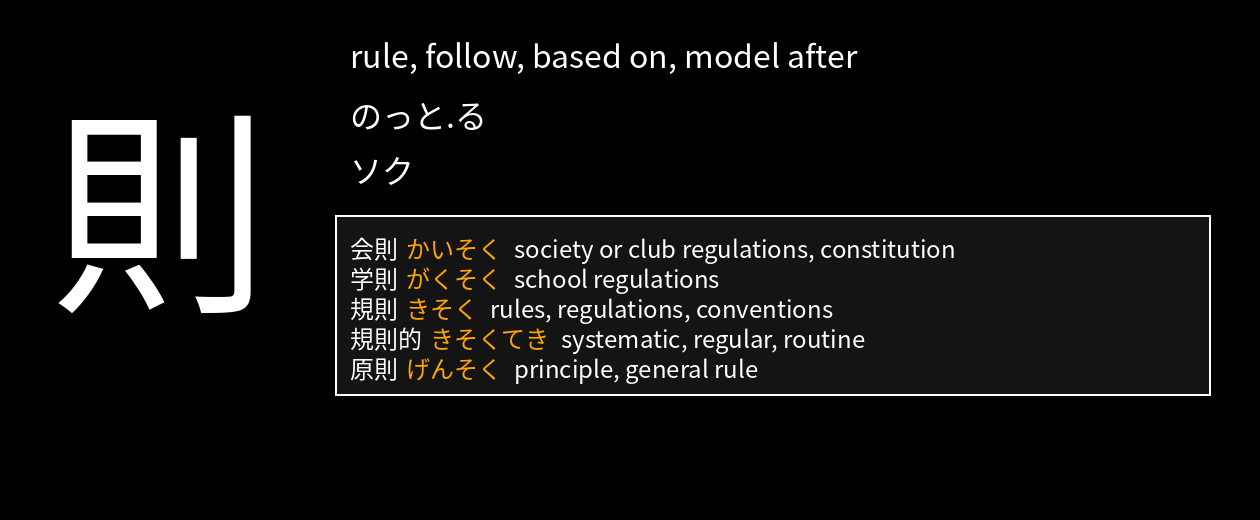 則
rule, follow, based on, model after
のっと.る
ソク
会則 かいそく society or club regulations, constitution
学則 がくそく school regulations
規則 きそく rules, regulations, conventions
規則的 きそくてき systematic, regular, routine
原則 げんそく principle, general rule